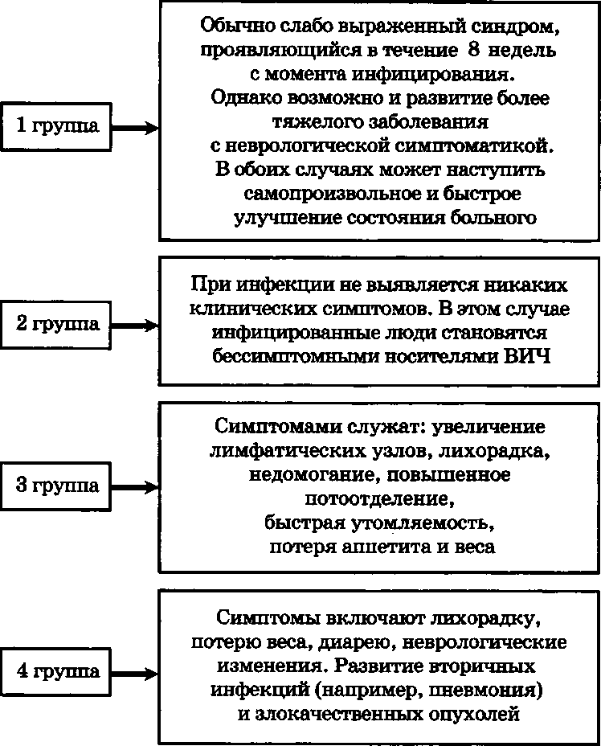 1 группа
Обычно слабо выраженный синдром,
проявляющийся в течение 8 недель
с момента инфицирования.
Однако возможно и развитие более
тяжелого заболевания
с неврологической симптоматикой.
В обоих случаях может наступить
самопроизвольное и быстрое
улучшение состояния больного
2 группа
При инфекции не выявляется никаких
клинических симптомов. В этом случае
инфицированные люди становятся
бессимптомными носителями ВИЧ
3 группа
Симптомами служат: увеличение
лимфатических узлов, лихорадка,
недомогание, повышенное
потоотделение,
быстрая утомляемость,
потеря аппетита и веса
4 группа
Симптомы включают лихорадку,
потерю веса, диарею, неврологические
изменения. Развитие вторичных
инфекций (например, пневмония)
и злокачественных опухолей